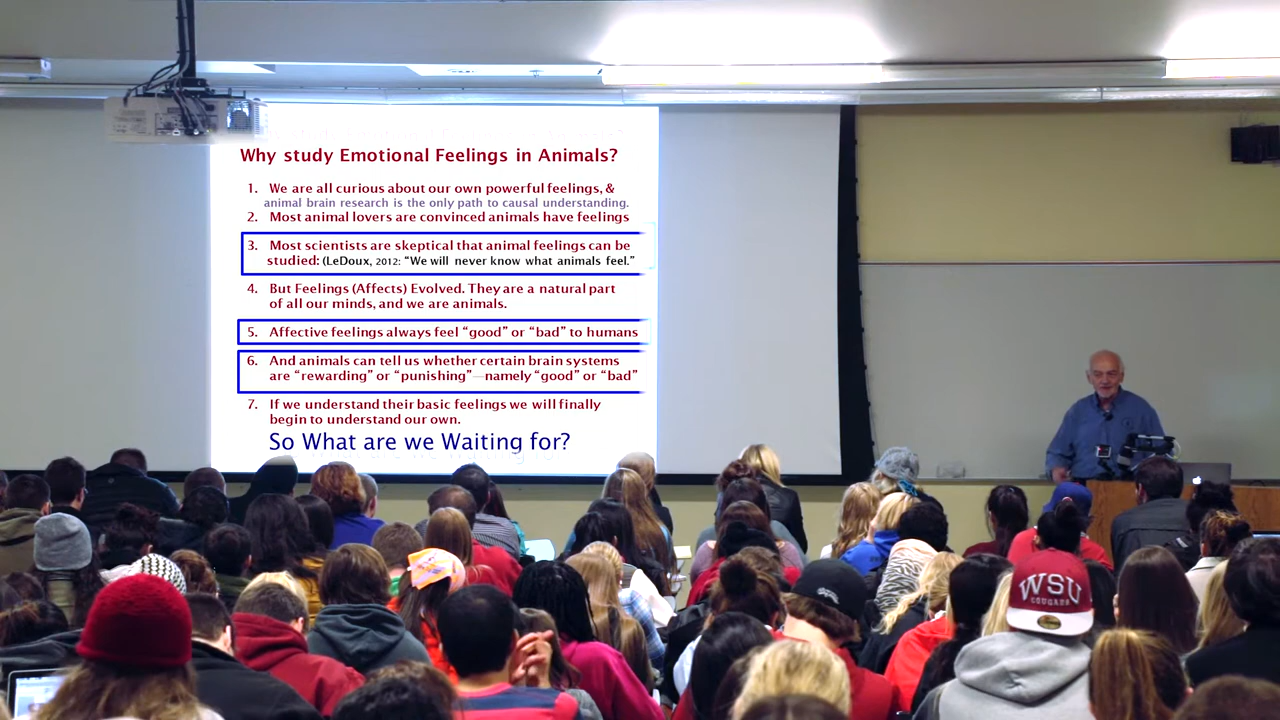 Why study Emotional Feelings in Animals?
1. We are all curious about our own powerful feelings, &
animal brain research is the only path to causal understanding.
2. Most animal lovers are convinced animals have feelings
3. Most scientists are skeptical that animal feelings can be
studied: (LeDoux, 2012: “We will never know what animals feel.”
4. But Feelings (Affects) Evolved. They are a natural part
of all our minds, and we are animals.
5. Affective feelings always feel “good” or “bad” to humans
6. And animals can tell us whether certain brain systems
are “rewarding” or “punishing”—namely “good” or “bad”
7. If we understand their basic feelings we will finally
begin to understand our own.
So What are we Waiting for?
WSU
COUGARS